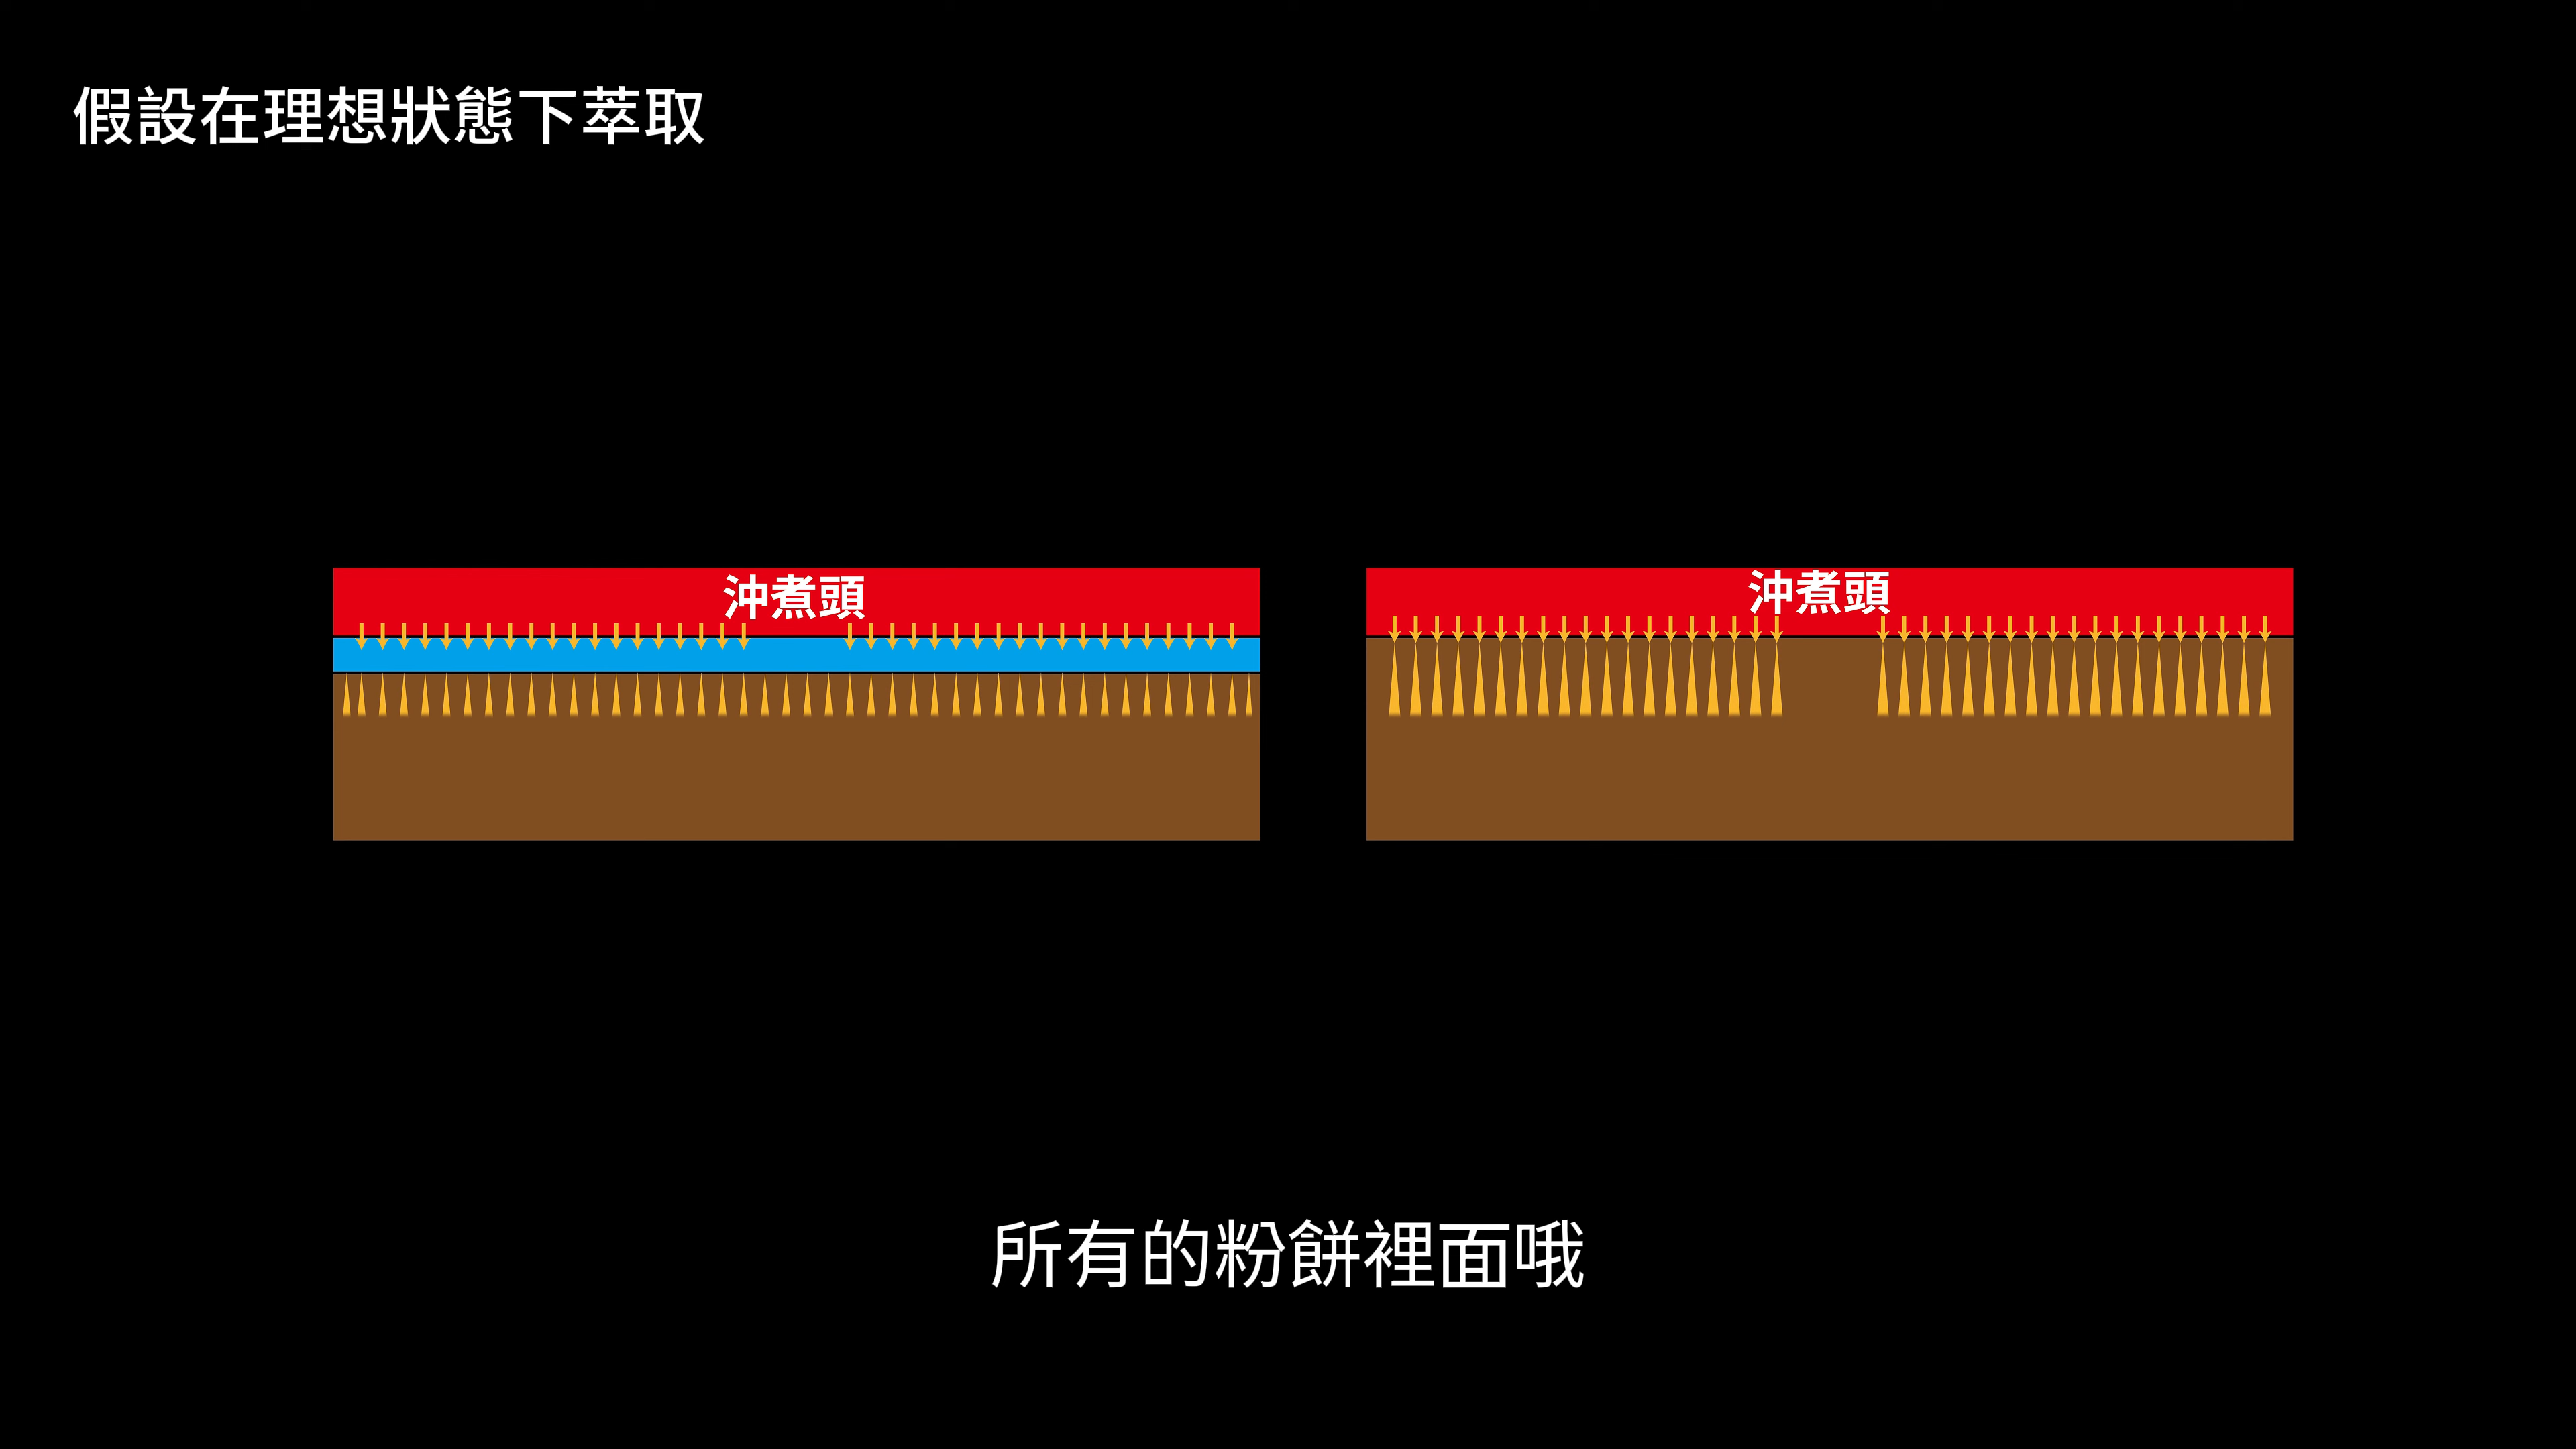 假設在理想狀態下萃取
沖煮頭
沖煮頭
所有的粉餅裡面哦